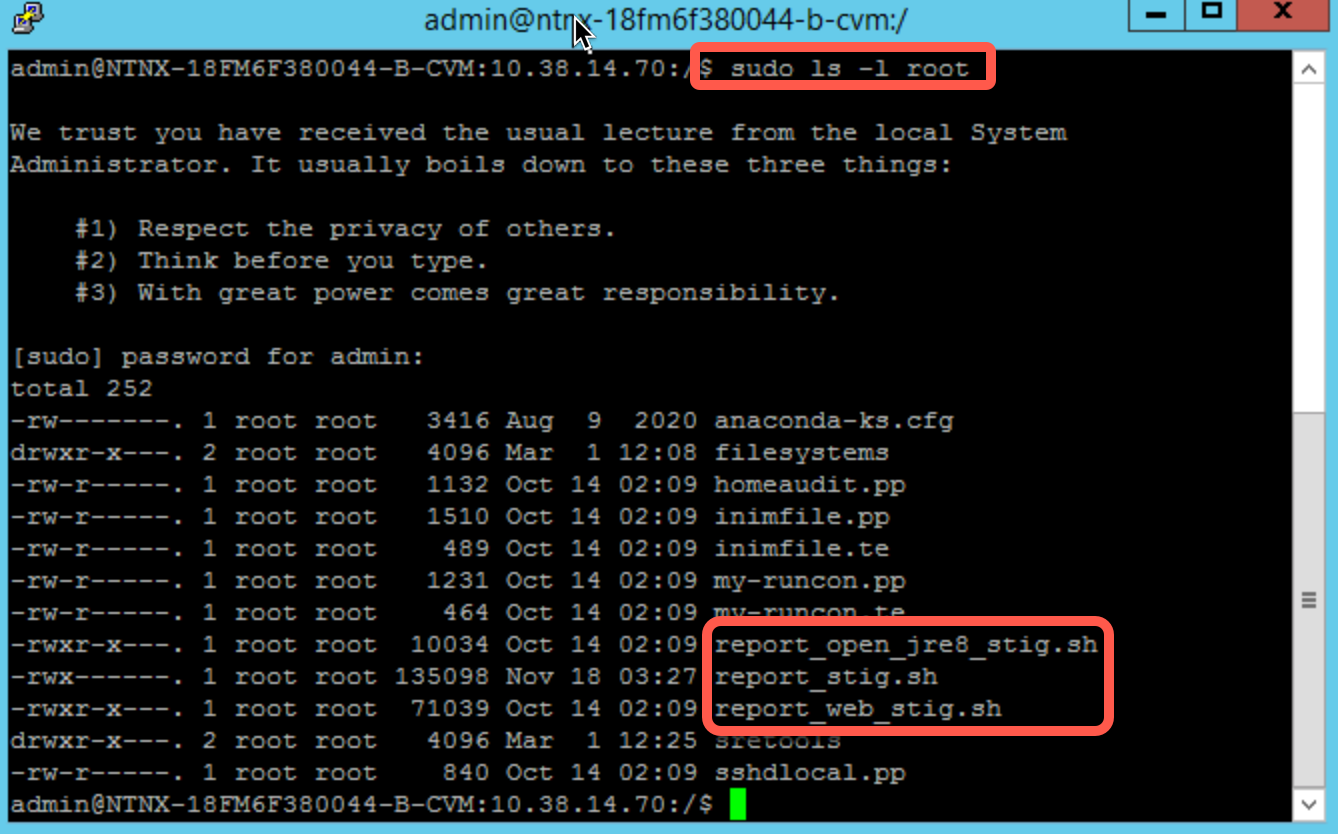 admin@ntnx-18fm6f380044-b-cvm:/
admin@NTNX-18FM6F380044-B-CVM:10.38.14.70:/$ sudo ls -l root
We trust you have received the usual lecture from the local System
Administrator. It usually boils down to these three things:
#1) Respect the privacy of others.
#2) Think before you type.
#3) With great power comes great responsibility.
[sudo] password for admin:
total 252
-rw-------. 1 root root   3416 Aug  9  2020 anaconda-ks.cfg
drwxr-x---. 2 root root   4096 Mar  1 12:08 filesystems
-rw-r-----. 1 root root   1132 Oct 14 02:09 homeaudit.pp
-rw-r-----. 1 root root   1510 Oct 14 02:09 inimfile.pp
-rw-r-----. 1 root root    489 Oct 14 02:09 inimfile.te
-rw-r-----. 1 root root   1231 Oct 14 02:09 my-runcon.pp
-rw-r-----. 1 root root    464 Oct 14 02:09 my-runcon.te
-rwxr-x---. 1 root root  10034 Oct 14 02:09 report_open_jre8_stig.sh
-rwx------. 1 root root 135098 Nov 18 03:27 report_stig.sh
-rwxr-x---. 1 root root  71039 Oct 14 02:09 report_web_stig.sh
drwxr-x---. 2 root root   4096 Mar  1 12:25 sretools
-rw-r-----. 1 root root    840 Oct 14 02:09 sshdlocal.pp
admin@NTNX-18FM6F380044-B-CVM:10.38.14.70:/$